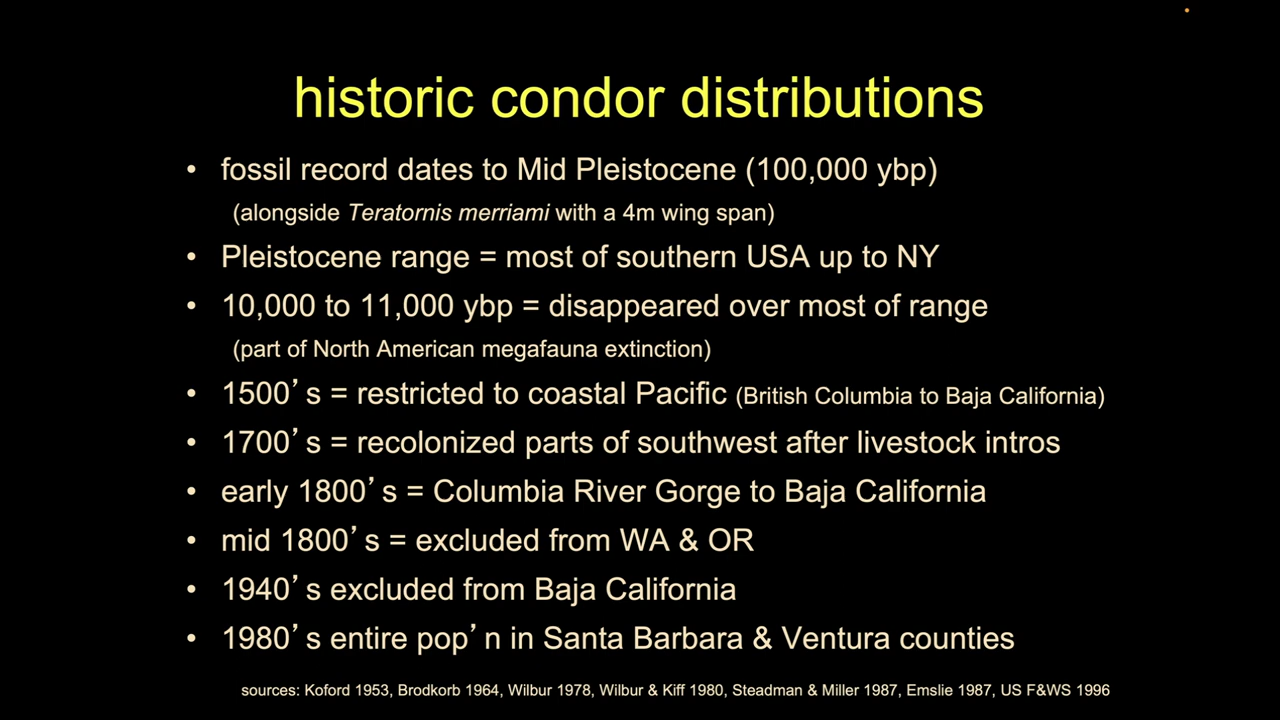 historic condor distributions
• fossil record dates to Mid Pleistocene (100,000 ybp)
(alongside Teratornis merriami with a 4m wing span)
• Pleistocene range = most of southern USA up to NY
• 10,000 to 11,000 ybp = disappeared over most of range
(part of North American megafauna extinction)
• 1500’s = restricted to coastal Pacific (British Columbia to Baja California)
• 1700’s = recolonized parts of southwest after livestock intros
• early 1800’s = Columbia River Gorge to Baja California
• mid 1800’s = excluded from WA & OR
• 1940’s excluded from Baja California
• 1980’s entire pop’n in Santa Barbara & Ventura counties
sources: Koford 1953, Brodkorb 1964, Wilbur 1978, Wilbur & Kiff 1980, Steadman & Miller 1987, Emslie 1987, US F&WS 1996